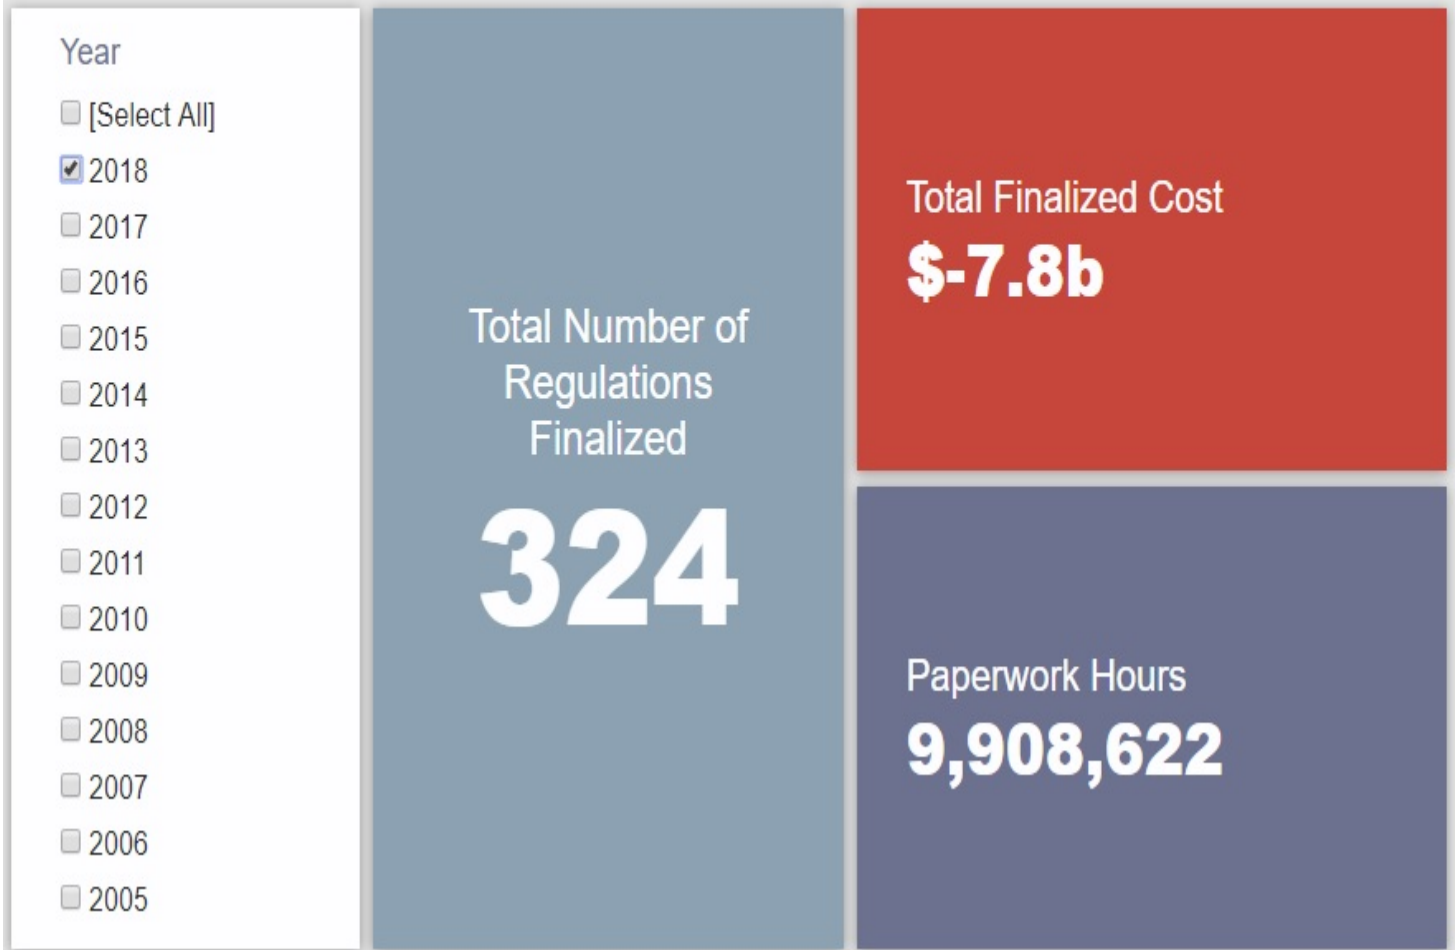 Year
[Select All]
2018
2017
2016
2015
2014
2013
2012
2011
2010
2009
2008
2007
2006
2005
Total Number of
Regulations
Finalized
324
Total Finalized Cost
$-7.8b
Paperwork Hours
9,908,622